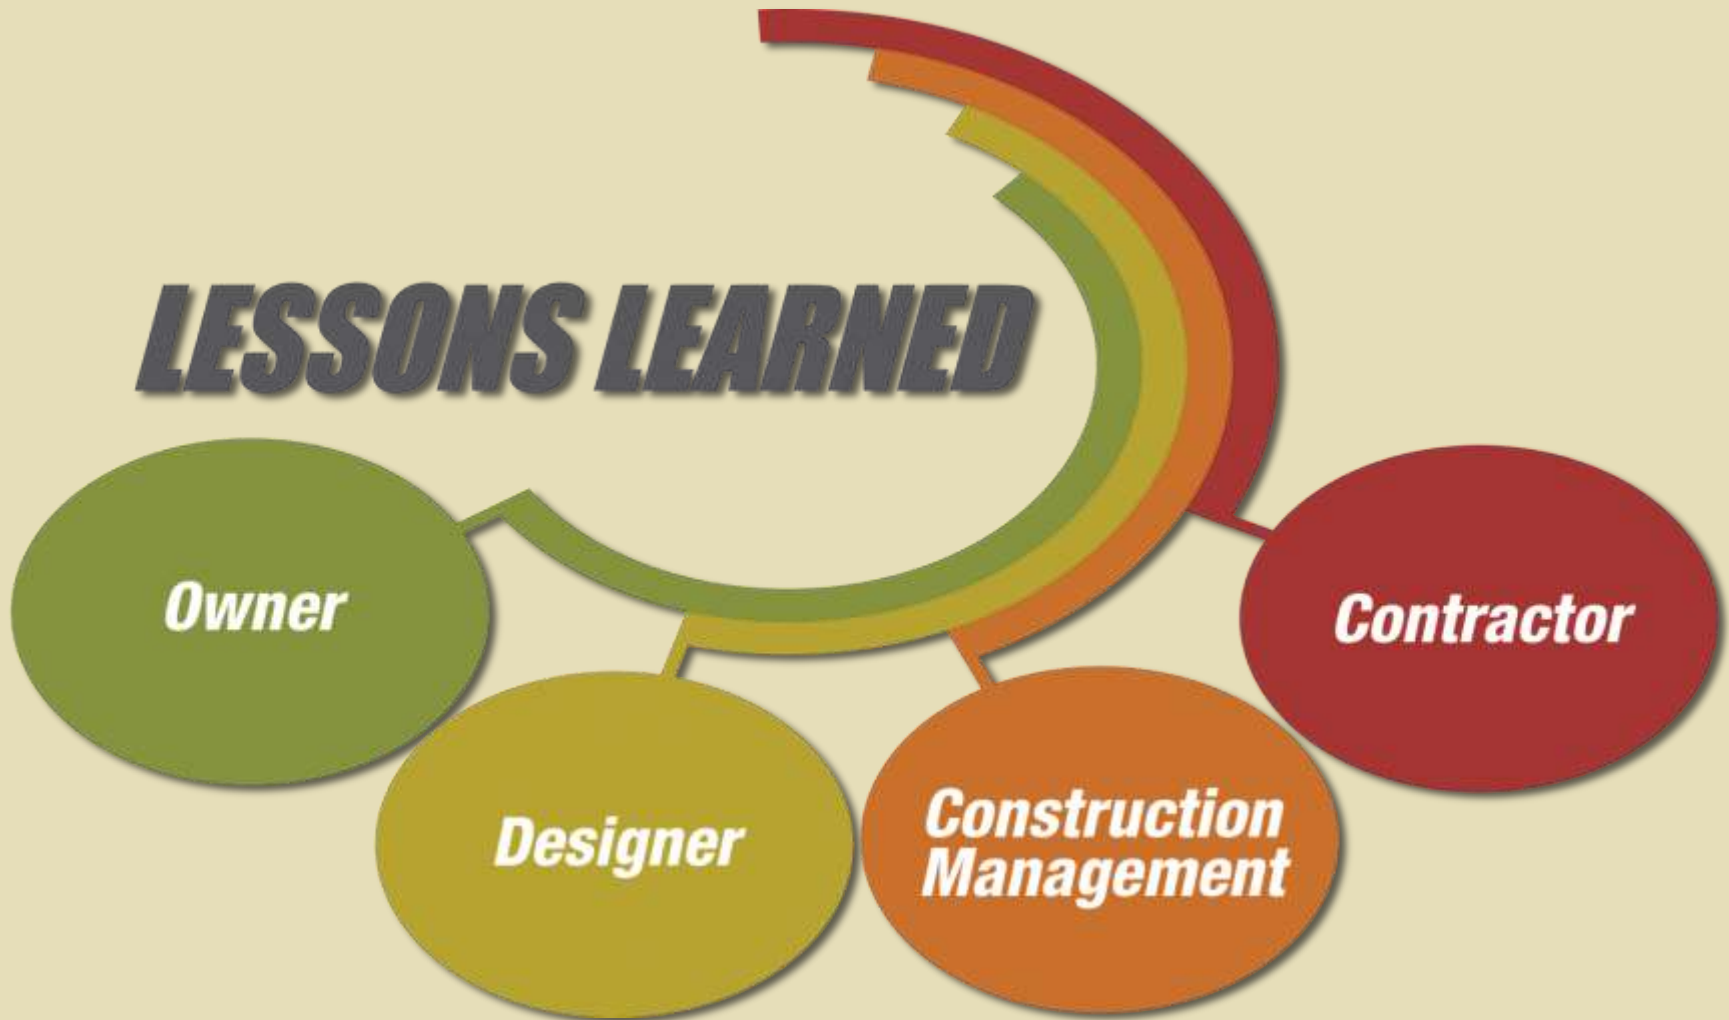 LESSONS LEARNED
Owner
Designer
Construction
Management
Contractor